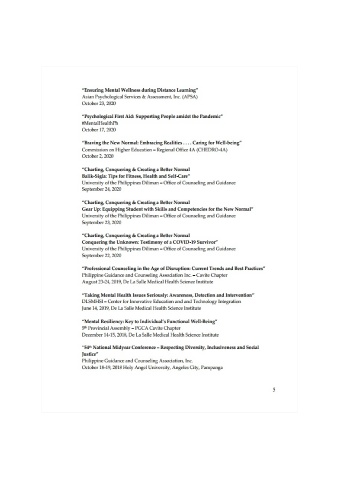 "Ensuring Mental Wellness during Distance Learning"
Asian Psychological Services & Assessment, Inc. (APSA)
October 23, 2020
"Psychological First Aid: Supporting People amidst the Pandemic"
#MentalHealthPh
October 17, 2020
"Braving the New Normal: Embracing Realities . . . . Caring for Well-being"
Commission on Higher Education – Regional Office 4A (CHEDRO-4A)
October 2, 2020
"Charting, Conquering & Creating a Better Normal
Balik-Sigla: Tips for Fitness, Health and Self-Care"
University of the Philippines Diliman – Office of Counseling and Guidance
September 24, 2020
"Charting, Conquering & Creating a Better Normal
Gear Up: Equipping Student with Skills and Competencies for the New Normal"
University of the Philippines Diliman – Office of Counseling and Guidance
September 23, 2020
"Charting, Conquering & Creating a Better Normal
Conquering the Unknown: Testimony of a COVID-19 Survivor"
University of the Philippines Diliman – Office of Counseling and Guidance
September 22, 2020
"Professional Counseling in the Age of Disruption: Current Trends and Best Practices"
Philippine Guidance and Counseling Association Inc. – Cavite Chapter
August 23-24, 2019, De La Salle Medical Health Science Institute
"Taking Mental Health Issues Seriously: Awareness, Detection and Intervention"
DLSMHSI – Center for Innovative Education and and Technology Integration
June 14, 2019, De La Salle Medical Health Science Institute
"Mental Resiliency: Key to Individual's Functional Well-Being"
5th Provincial Assembly – PGCA Cavite Chapter
December 14-15, 2018, De La Salle Medical Health Science Institute
"54th National Midyear Conference – Respecting Diversity, Inclusiveness and Social
Justice"
Philippine Guidance and Counseling Association, Inc.
October 18-19, 2018 Holy Angel University, Angeles City, Pampanga